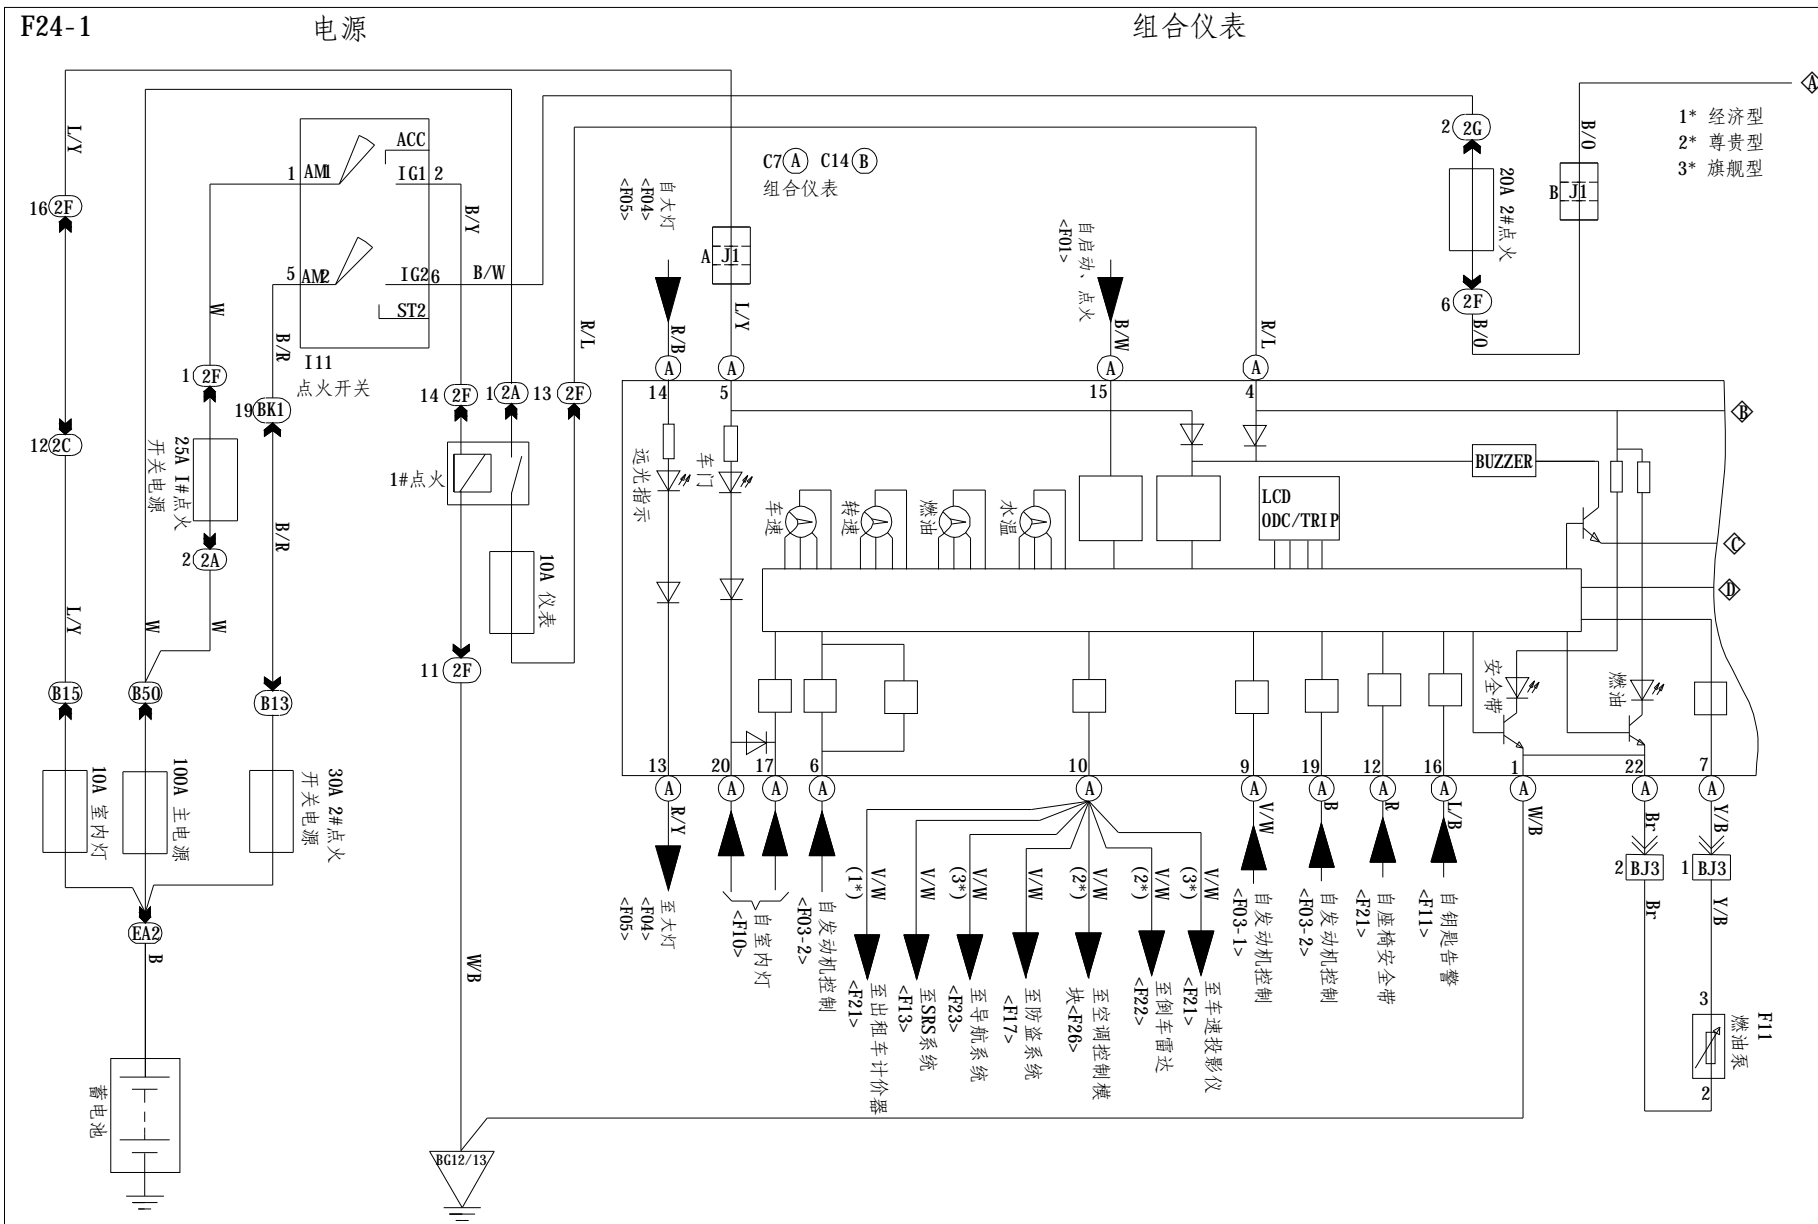 F24-1
电源
组合仪表
A
1* 经济型
2* 尊贵型
3* 旗舰型
L/Y
16 2F
12 2C
L/Y
B15
10A 室内灯
W
B50
100A 主电源
EA2
B
蓄电池
1 AM1
ACC
IG1 2
5 AM2
IG2 6
ST2
I11
点火开关
W
1 2F
25A 1#点火
开关电源
2 2A
W
B/R
19 BK1
B/R
B13
30A 2#点火
开关电源
B/Y
B/W
14 2F
1 2A
13 2F
R/L
1#点火
10A 仪表
11 2F
W/B
BG12/13
C7 A C14 B
组合仪表
自大灯
<F04>
<F05>
R/B
A
14
A J1
L/Y
A
5
自启动、点火
<F01>
B/W
A
15
R/L
A
4
2 2G
20A 2#点火
6 2F
B/O
B J1
B/O
B
C
D
远光指示
车门
车速
转速
燃油
水温
LCD
ODC/TRIP
BUZZER
安全带
燃油
13
20
17
6
10
9
19
12
16
1
22
7
A
A
A
A
A
A
A
A
A
A
A
A
R/Y
至大灯
<F04>
<F05>
自室内灯
<F10>
自发动机控制
<F03-2>
V/W
(1*)
至出租车计价器
<F21>
V/W
至SRS系统
<F13>
V/W
(3*)
至导航系统
<F23>
V/W
至防盗系统
<F17>
V/W
(2*)
至空调控制模
块<F26>
V/W
(2*)
至倒车雷达
<F22>
V/W
(3*)
至车速投影仪
<F21>
V/W
自发动机控制
<F03-1>
B
自发动机控制
<F03-2>
R
自座椅安全带
<F21>
L/B
自钥匙告警
<F11>
W/B
Br
2 BJ3
Br
Y/B
1 BJ3
Y/B
3
F11
燃油泵
2